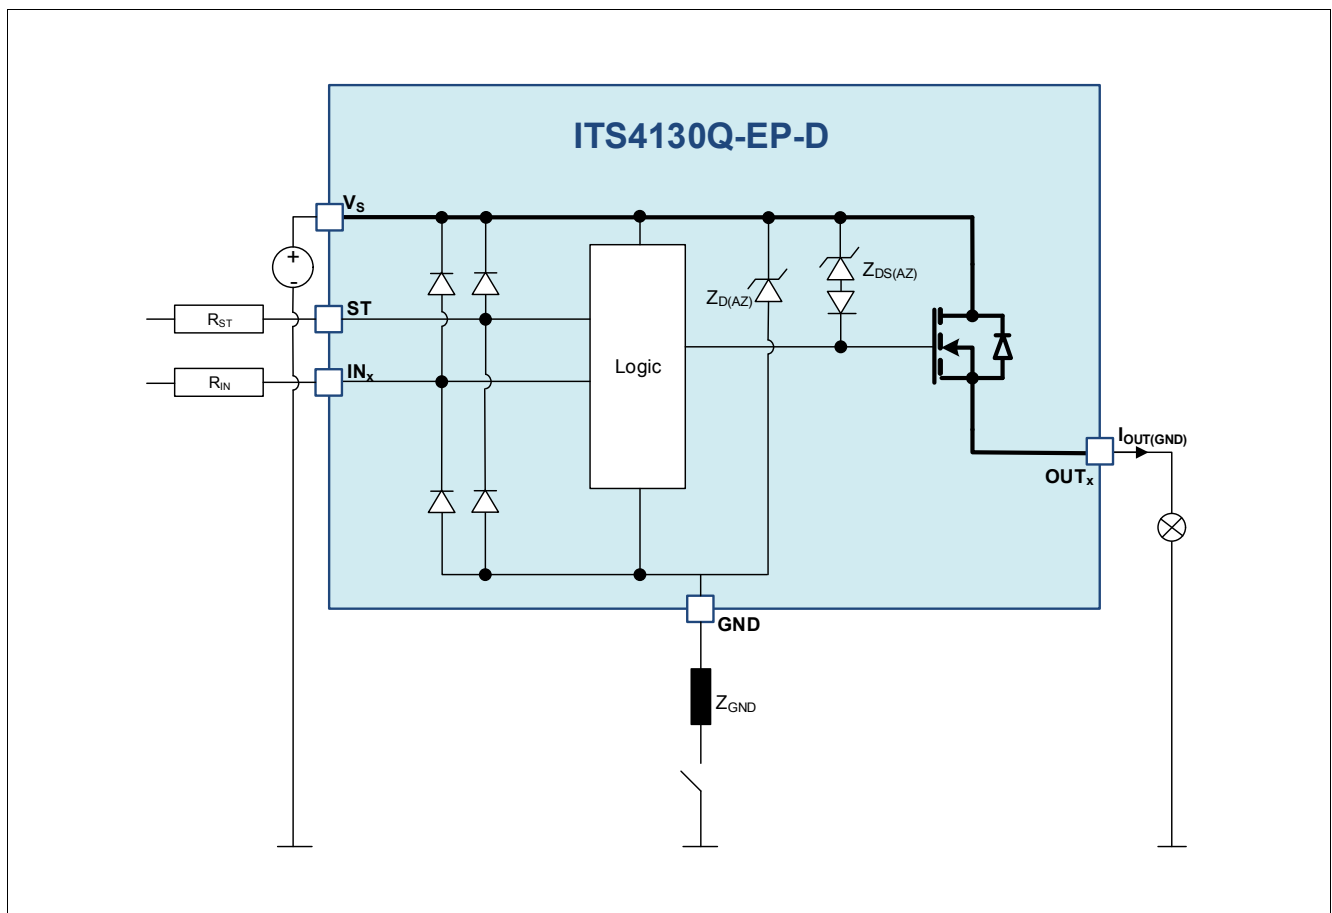 ITS4130Q-EP-D
VS
ZDS(AZ)
ZD(AZ)
ST
RST
INx
RIN
Logic
IOUT(GND)
OUTx
GND
ZGND